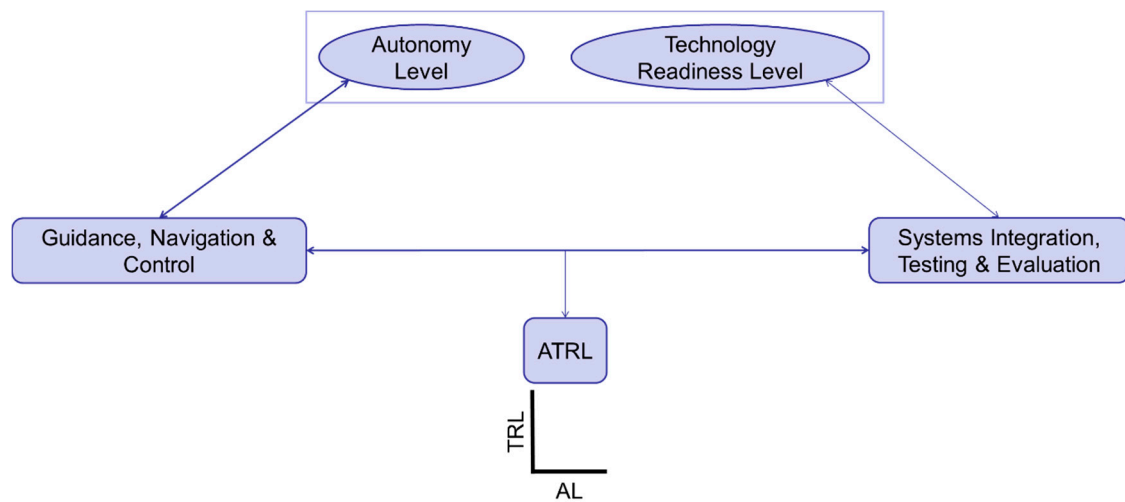 Autonomy
Level
Technology
Readiness Level
Guidance, Navigation &
Control
Systems Integration,
Testing & Evaluation
ATRL
TRL
AL